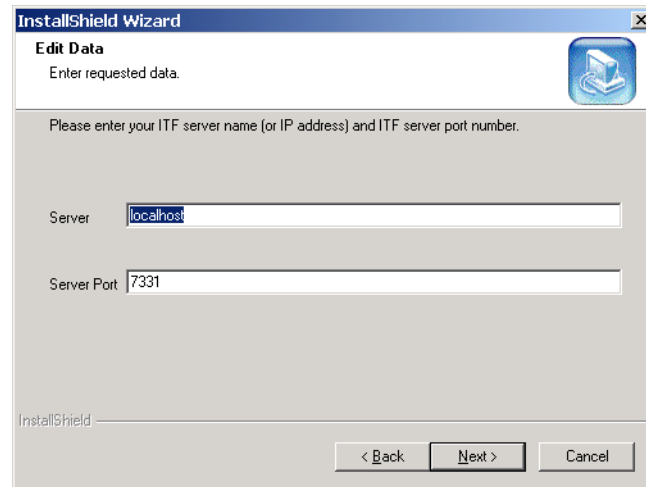 InstallShield Wizard
Edit Data
Enter requested data.
Please enter your ITF server name (or IP address) and ITF server port number.
Server localhost
Server Port 7331
InstallShield
< Back Next > Cancel